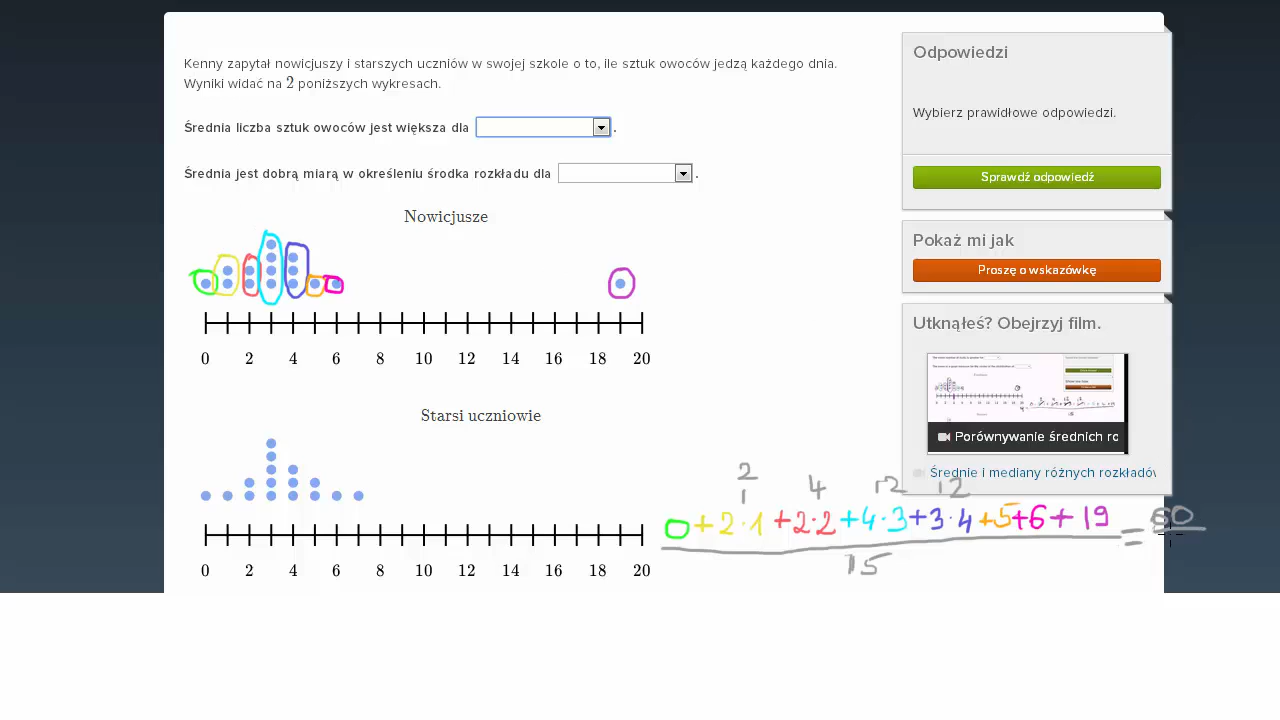 Kenny zapytał nowicjuszy i starszych uczniów w swojej szkole o to, ile sztuk owoców jedzą każdego dnia.
Wyniki widać na 2 poniższych wykresach.
Średnia liczba sztuk owoców jest większa dla .
Średnia jest dobrą miarą w określeniu środka rozkładu dla .
Nowicjusze
0 2 4 6 8 10 12 14 16 18 20
Starsi uczniowie
0 2 4 6 8 10 12 14 16 18 20
2 4 12 12
0 + 2·1 + 2·2 + 4·3 + 3·4 + 5 + 6 + 19 = 60
15
Odpowiedzi
Wybierz prawidłowe odpowiedzi.
Sprawdź odpowiedź
Pokaż mi jak
Proszę o wskazówkę
Utknąłeś? Obejrzyj film.
Porównywanie średnich ro
Średnie i mediany różnych rozkładów